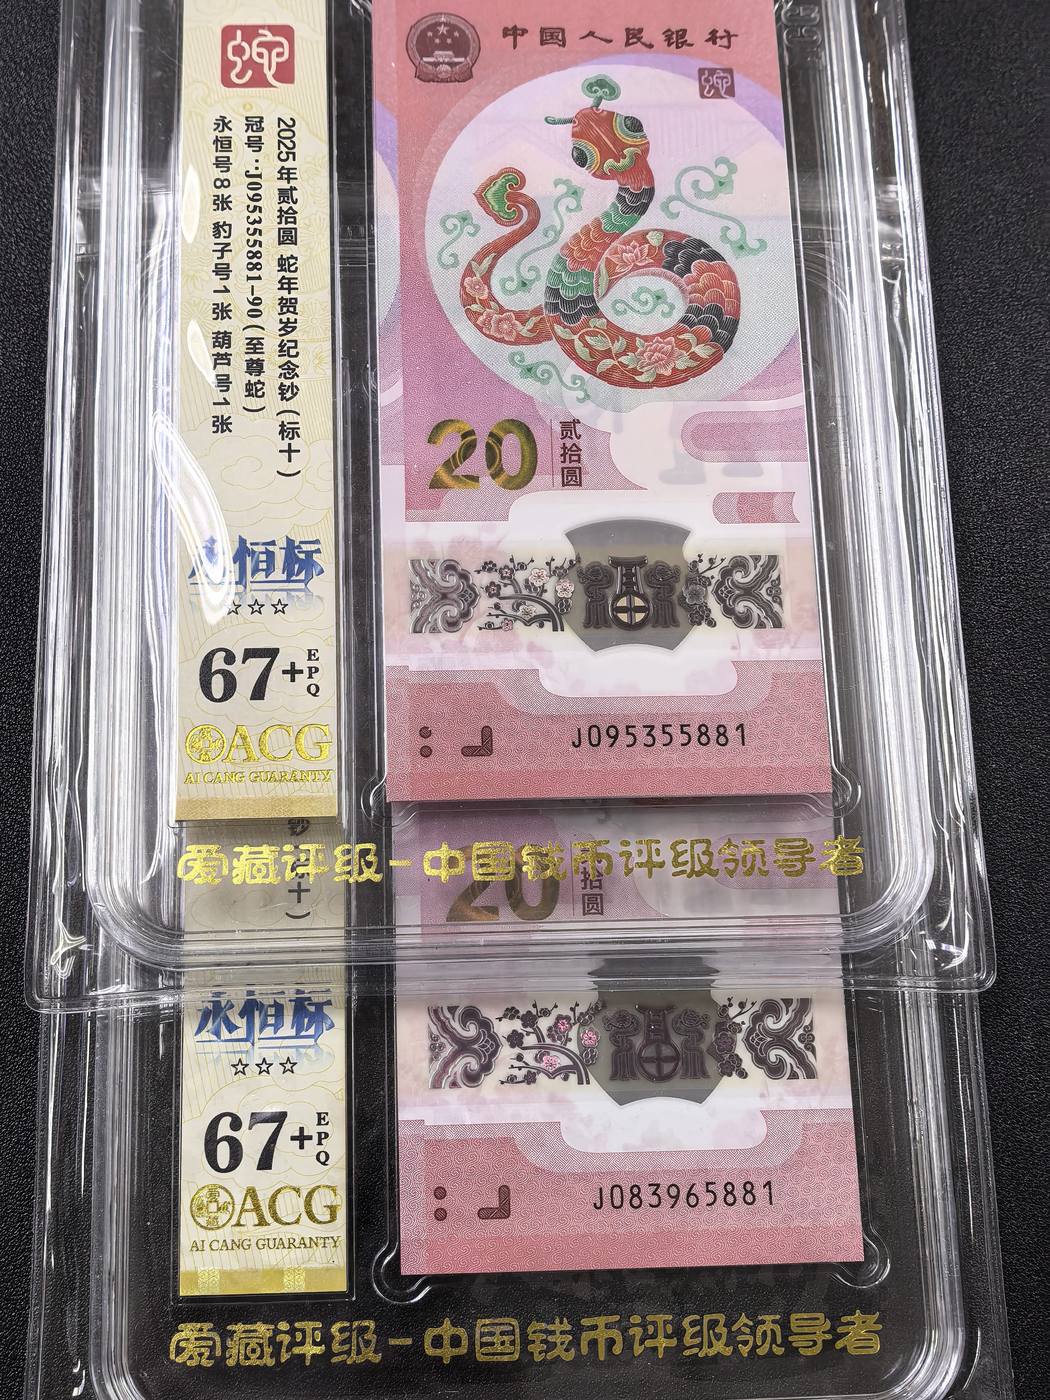 蛇
2025年贰拾圆 蛇年贺岁纪念钞(标十)
冠号:J095355881-90(至尊蛇)
永恒号8张 豹子号1张 葫芦号1张
永恒标
☆☆☆
67+EPQ
ACG
AI CANG GUARANTY
中国人民银行
蛇
20
贰拾圆
J095355881
爱藏评级-中国钱币评级领导者
钞(标十)
20
拾圆
永恒标
☆☆☆
67+EPQ
ACG
AI CANG GUARANTY
J083965881
爱藏评级-中国钱币评级领导者